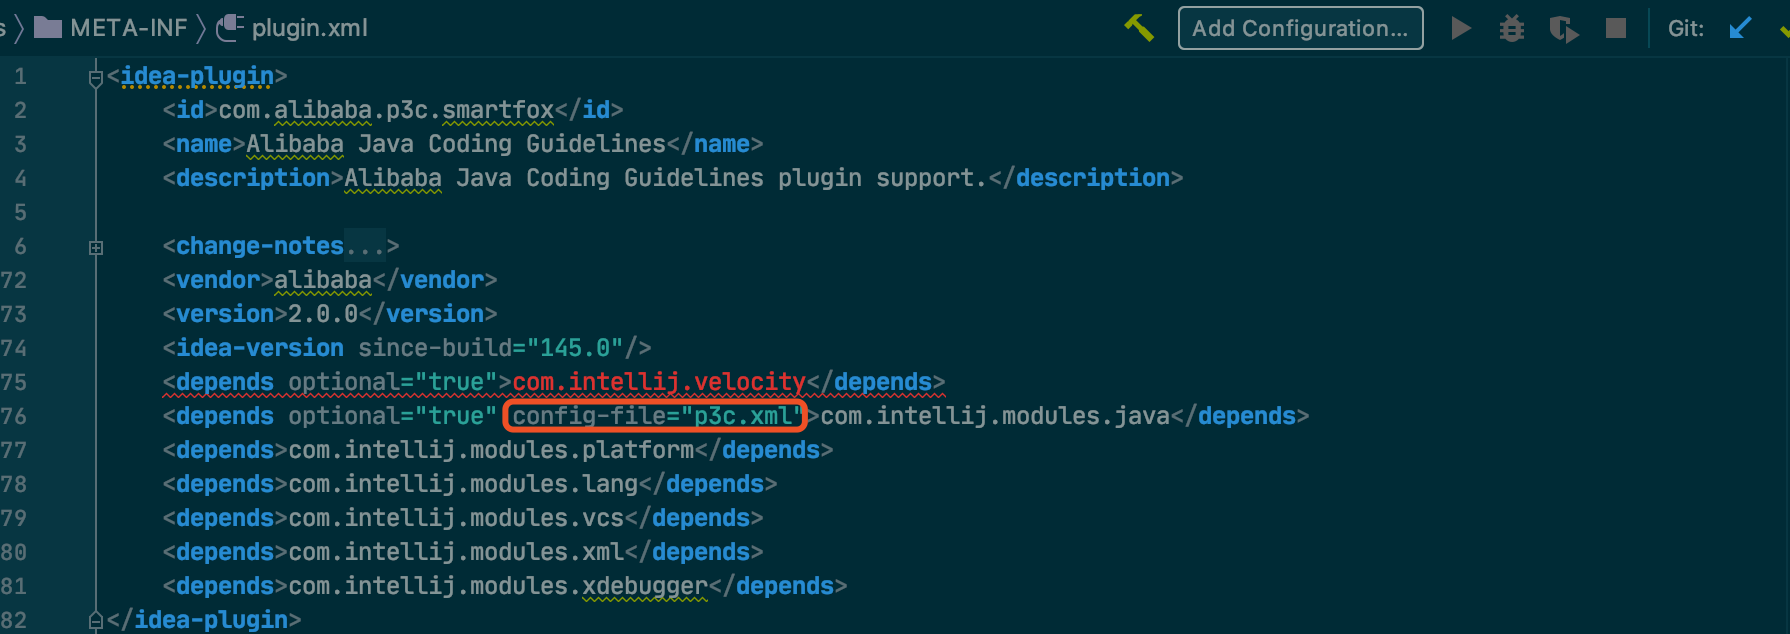 s 〉 META-INF 〉 plugin.xml Add Configuration... Git:
1 <idea-plugin>
2 <id>com.alibaba.p3c.smartfox</id>
3 <name>Alibaba Java Coding Guidelines</name>
4 <description>Alibaba Java Coding Guidelines plugin support.</description>
5
6 <change-notes...>
72 <vendor>alibaba</vendor>
73 <version>2.0.0</version>
74 <idea-version since-build="145.0"/>
75 <depends optional="true">com.intellij.velocity</depends>
76 <depends optional="true" config-file="p3c.xml">com.intellij.modules.java</depends>
77 <depends>com.intellij.modules.platform</depends>
78 <depends>com.intellij.modules.lang</depends>
79 <depends>com.intellij.modules.vcs</depends>
80 <depends>com.intellij.modules.xml</depends>
81 <depends>com.intellij.modules.xdebugger</depends>
82 </idea-plugin>